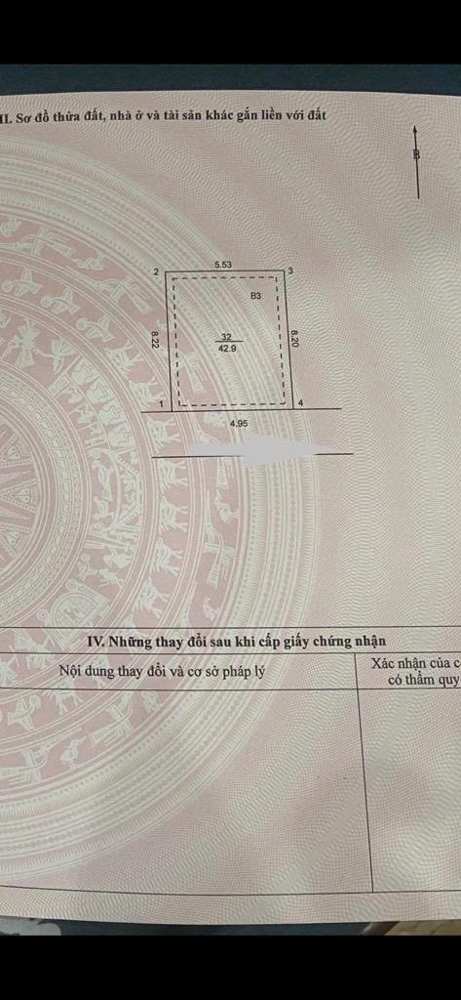 II. Sơ đồ thửa đất, nhà ở và tài sản khác gắn liền với đất
B
5.53
2
3
B3
8.22
32
42.9
8.20
1
4
4.95
IV. Những thay đổi sau khi cấp giấy chứng nhận
Nội dung thay đổi và cơ sở pháp lý
Xác nhận của c
có thẩm quy